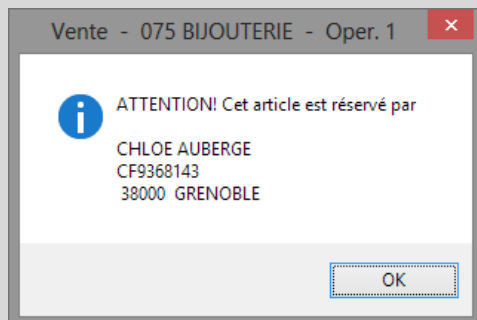 Vente - 075 BIJOUTERIE - Oper. 1
ATTENTION! Cet article est réservé par
CHLOE AUBERGE
CF9368143
38000 GRENOBLE
OK